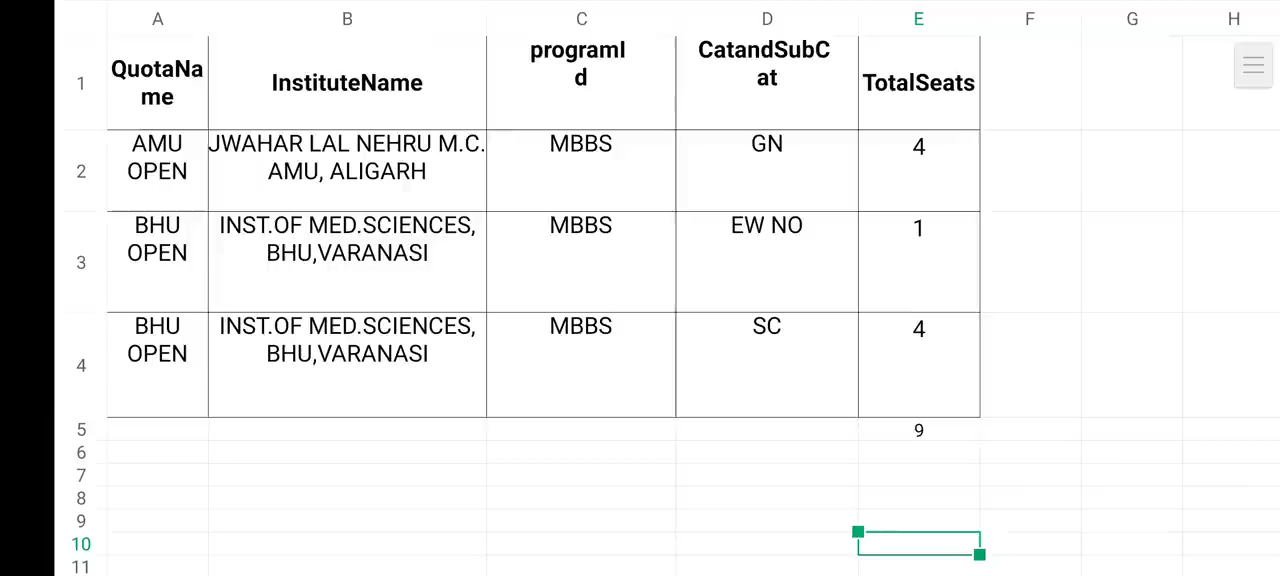 A B C D E F G H
1 QuotaNa
me InstituteName programI
d CatandSubC
at TotalSeats
2 AMU
OPEN JWAHAR LAL NEHRU M.C.
AMU, ALIGARH MBBS GN 4
3 BHU
OPEN INST.OF MED.SCIENCES,
BHU,VARANASI MBBS EW NO 1
4 BHU
OPEN INST.OF MED.SCIENCES,
BHU,VARANASI MBBS SC 4
5 9
6
7
8
9
10
11